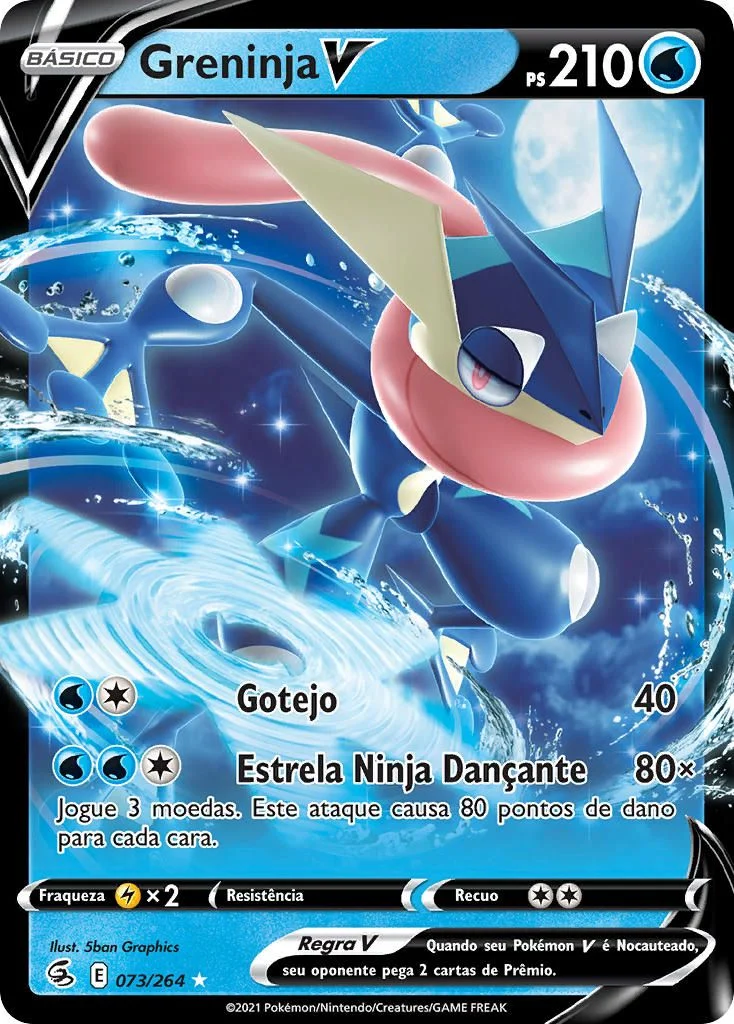 BÁSICO
Greninja V
PS 210
Gotejo 40
Estrela Ninja Dançante 80×
Jogue 3 moedas. Este ataque causa 80 pontos de dano
para cada cara.
Fraqueza ×2 Resistência Recuo
Ilust. 5ban Graphics
Regra V
Quando seu Pokémon V é Nocauteado,
seu oponente pega 2 cartas de Prêmio.
E 073/264 ★
©2021 Pokémon/Nintendo/Creatures/GAME FREAK